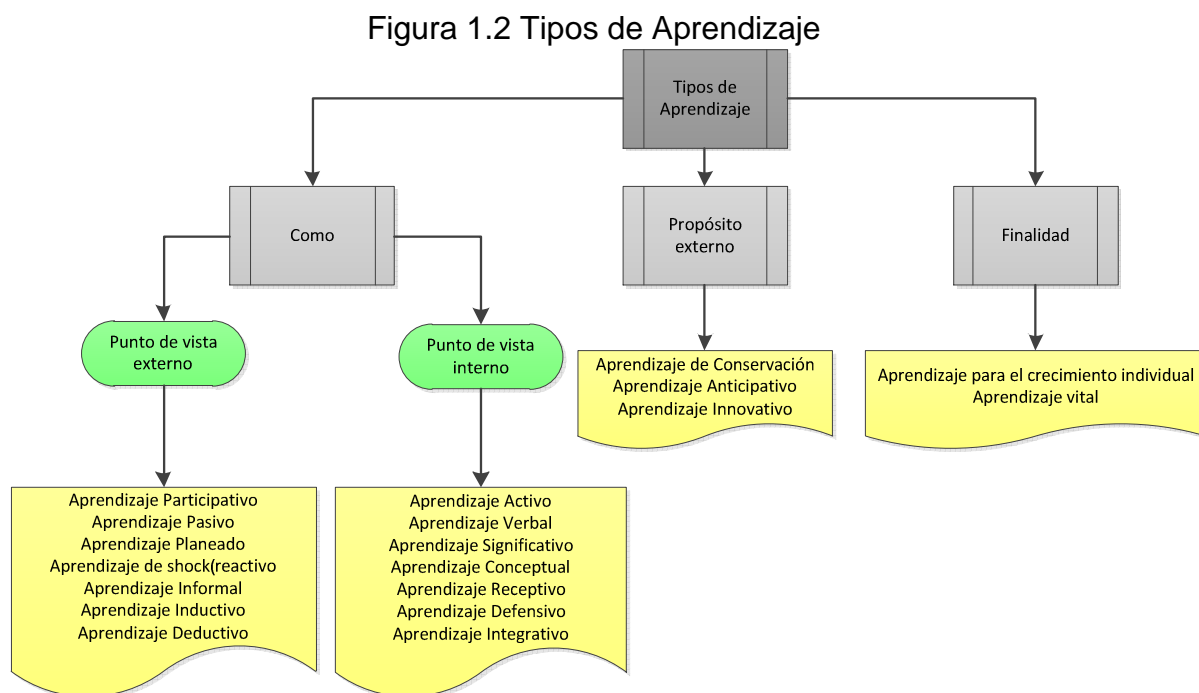 Figura 1.2 Tipos de Aprendizaje
Tipos de
Aprendizaje
Como
Propósito
externo
Finalidad
Punto de vista
externo
Punto de vista
interno
Aprendizaje de Conservación
Aprendizaje Anticipativo
Aprendizaje Innovativo
Aprendizaje para el crecimiento individual
Aprendizaje vital
Aprendizaje Participativo
Aprendizaje Pasivo
Aprendizaje Planeado
Aprendizaje de shock(reactivo
Aprendizaje Informal
Aprendizaje Inductivo
Aprendizaje Deductivo
Aprendizaje Activo
Aprendizaje Verbal
Aprendizaje Significativo
Aprendizaje Conceptual
Aprendizaje Receptivo
Aprendizaje Defensivo
Aprendizaje Integrativo